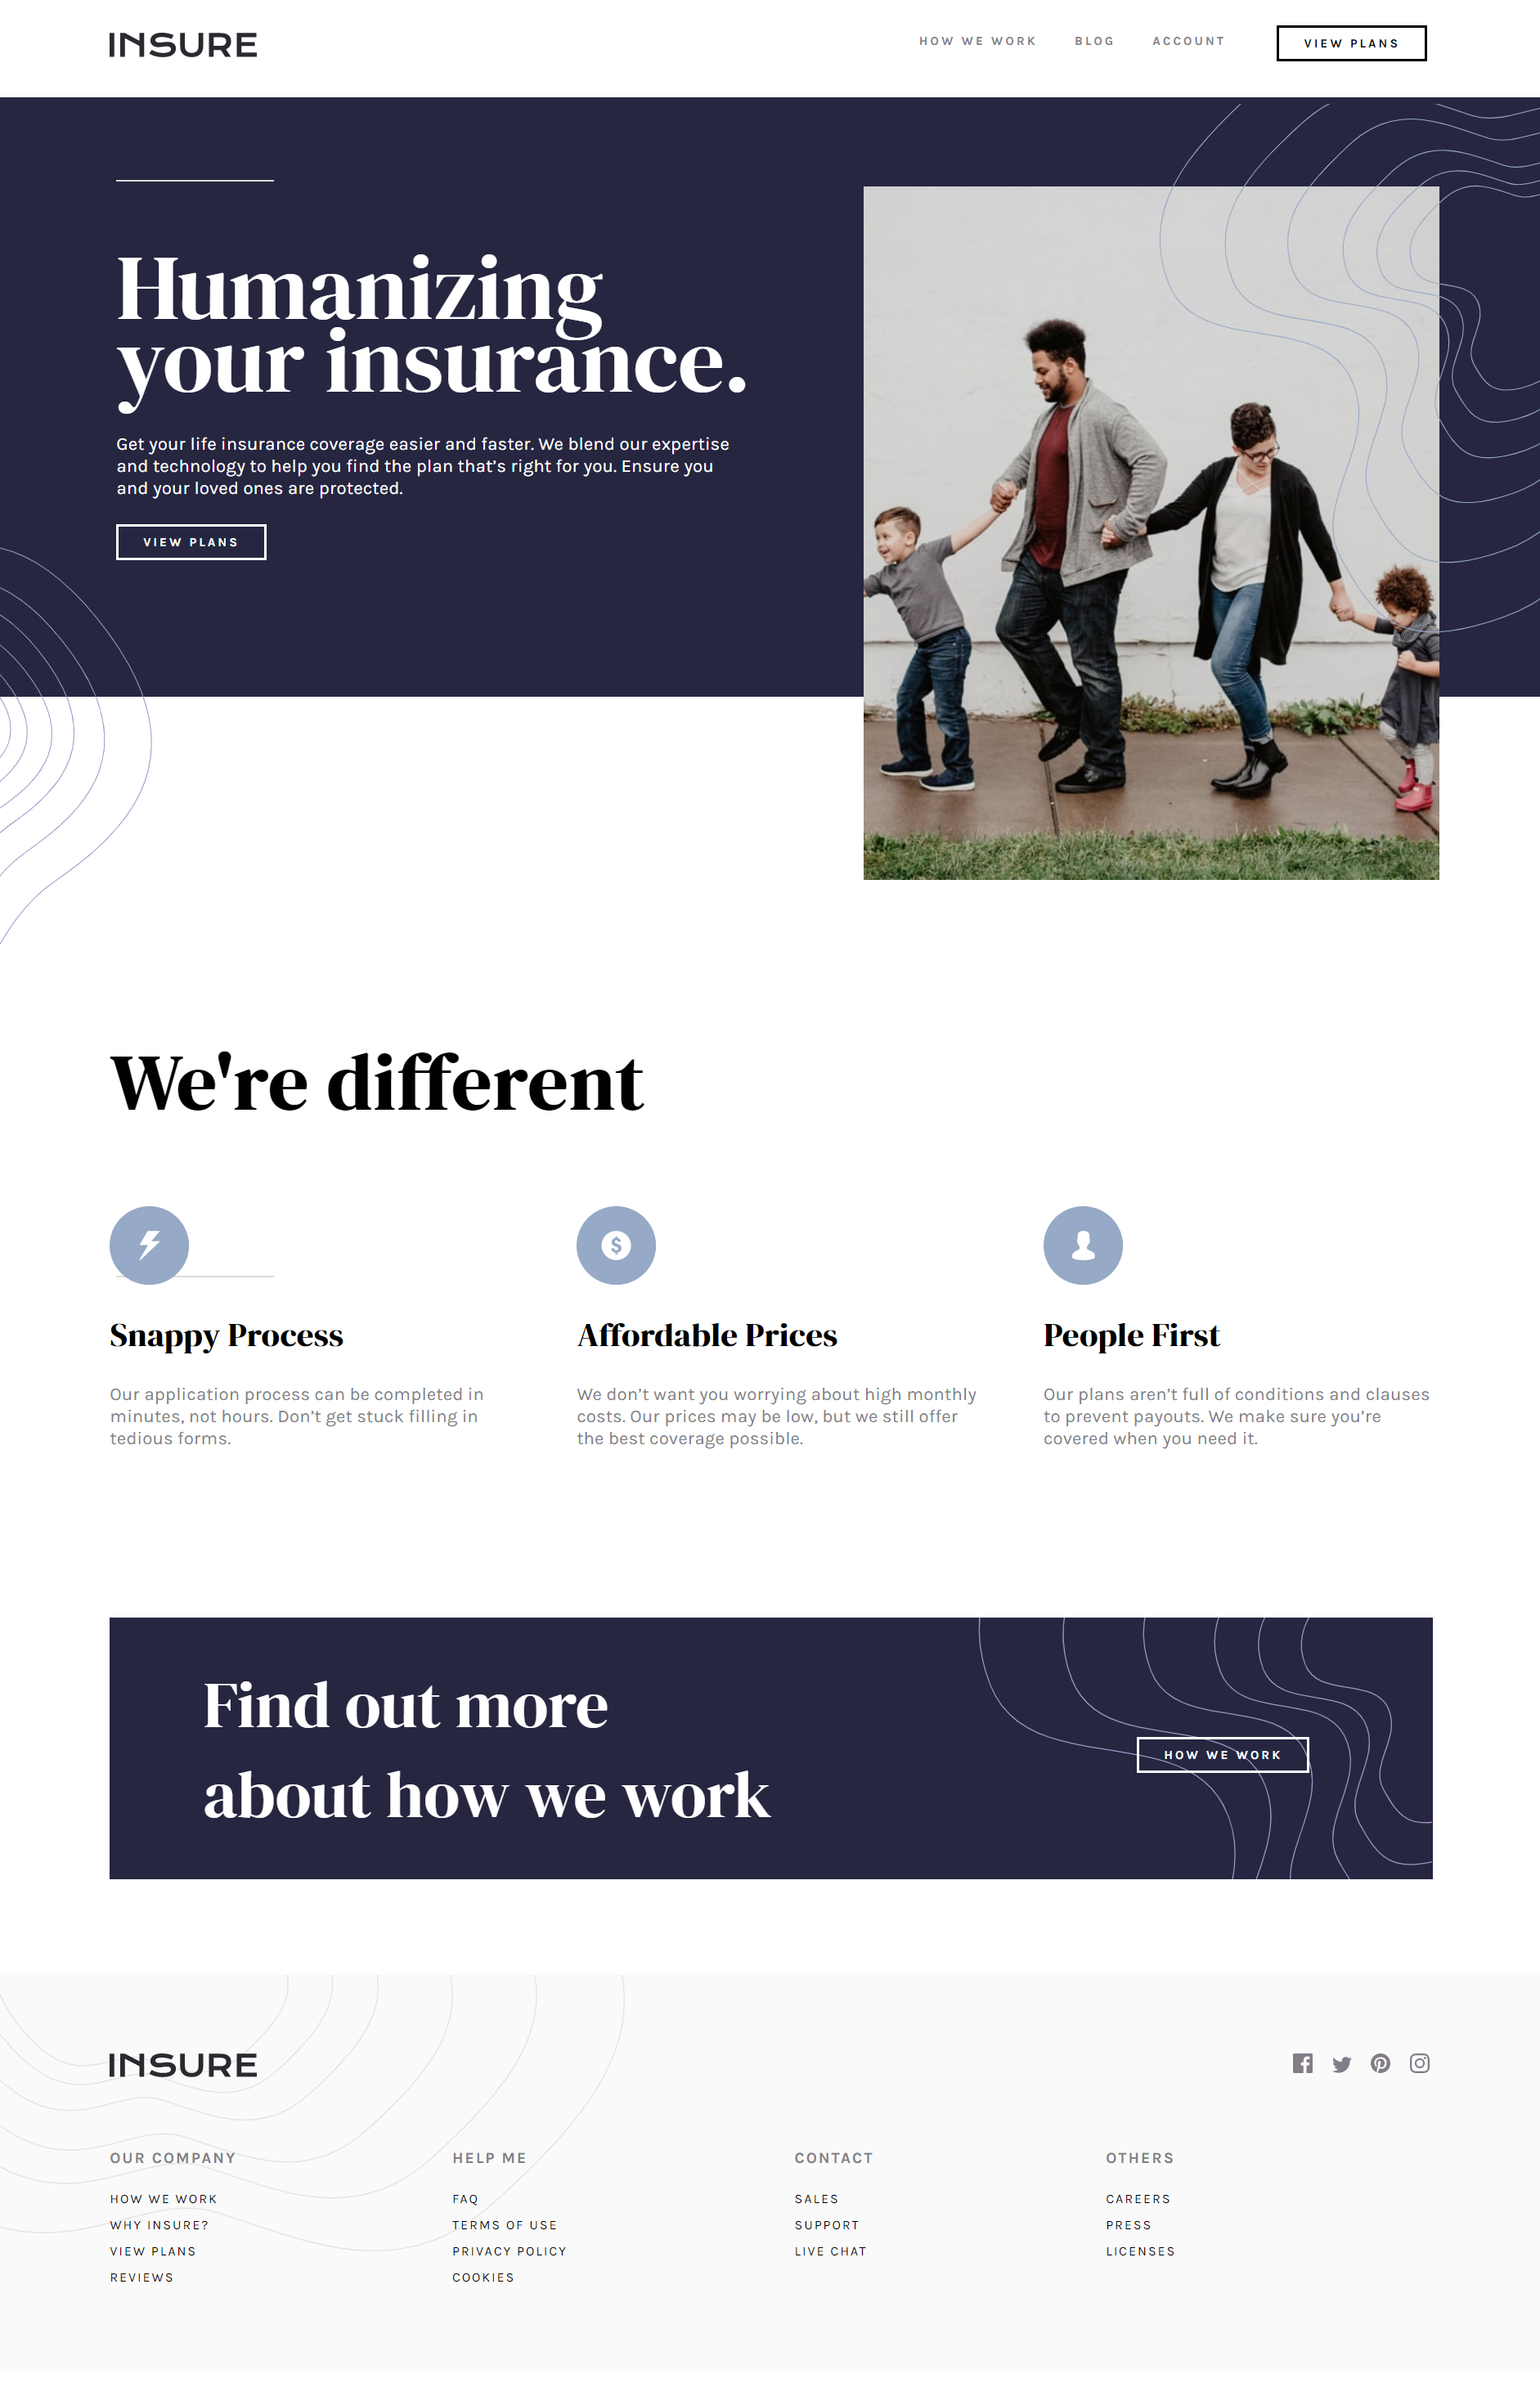 INSURE
HOW WE WORK
BLOG
ACCOUNT
VIEW PLANS
Humanizing
your insurance.
Get your life insurance coverage easier and faster. We blend our expertise
and technology to help you find the plan that’s right for you. Ensure you
and your loved ones are protected.
VIEW PLANS
We're different
Snappy Process
Our application process can be completed in
minutes, not hours. Don’t get stuck filling in
tedious forms.
Affordable Prices
We don’t want you worrying about high monthly
costs. Our prices may be low, but we still offer
the best coverage possible.
People First
Our plans aren’t full of conditions and clauses
to prevent payouts. We make sure you’re
covered when you need it.
Find out more
about how we work
HOW WE WORK
INSURE
OUR COMPANY
HOW WE WORK
WHY INSURE?
VIEW PLANS
REVIEWS
HELP ME
FAQ
TERMS OF USE
PRIVACY POLICY
COOKIES
CONTACT
SALES
SUPPORT
LIVE CHAT
OTHERS
CAREERS
PRESS
LICENSES